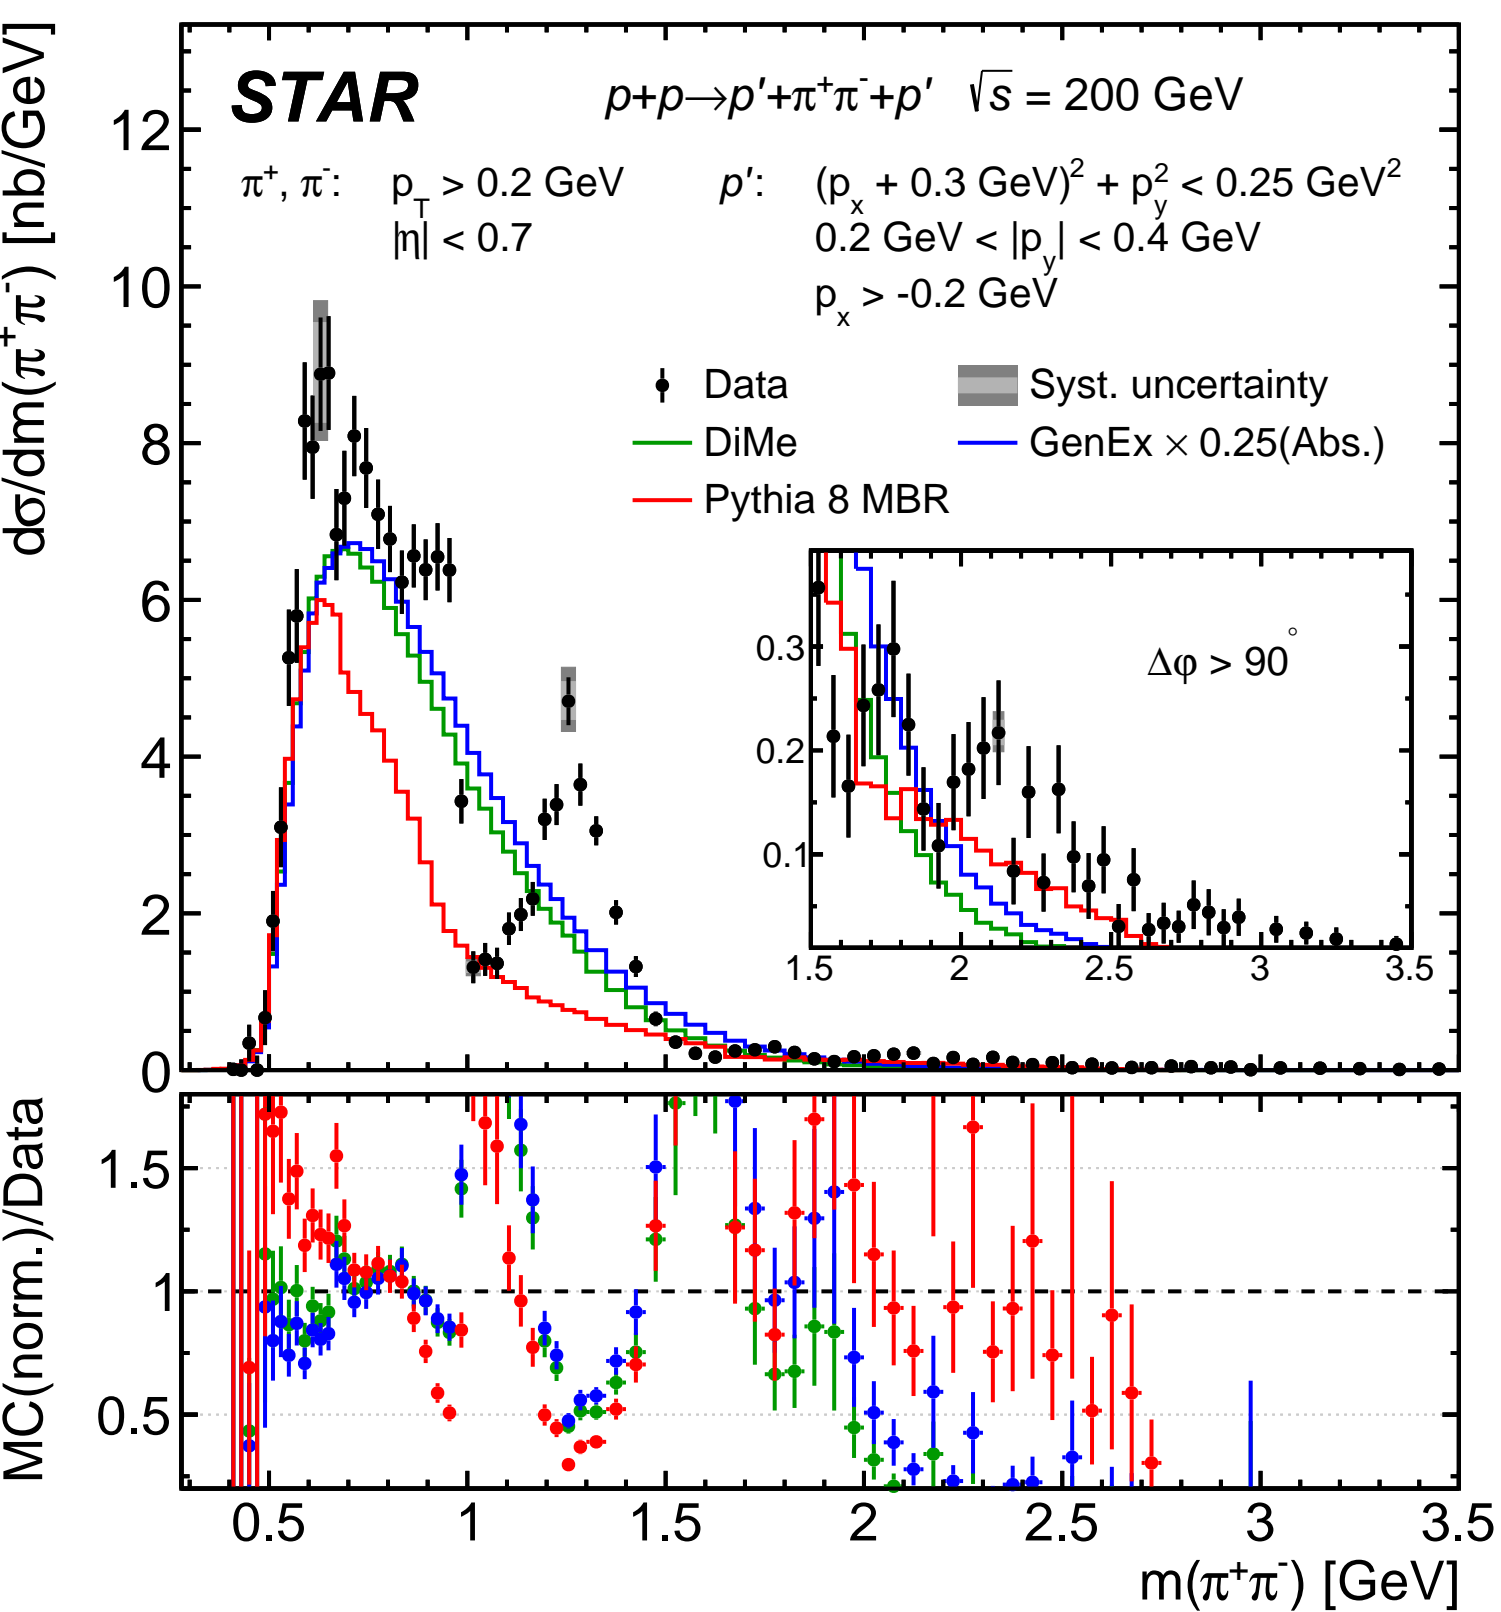 dσ/dm(π⁺π⁻) [nb/GeV]
STAR p+p→p′+π⁺π⁻+p′ √s = 200 GeV
π⁺, π⁻: p_T > 0.2 GeV p′: (p_x + 0.3 GeV)² + p_y² < 0.25 GeV²
|η| < 0.7 0.2 GeV < |p_y| < 0.4 GeV
p_x > -0.2 GeV
Data Syst. uncertainty
DiMe GenEx × 0.25(Abs.)
Pythia 8 MBR
Δφ > 90°
12
10
8
6
4
2
0
0.3
0.2
0.1
1.5 2 2.5 3 3.5
MC(norm.)/Data
1.5
1
0.5
0.5 1 1.5 2 2.5 3 3.5
m(π⁺π⁻) [GeV]